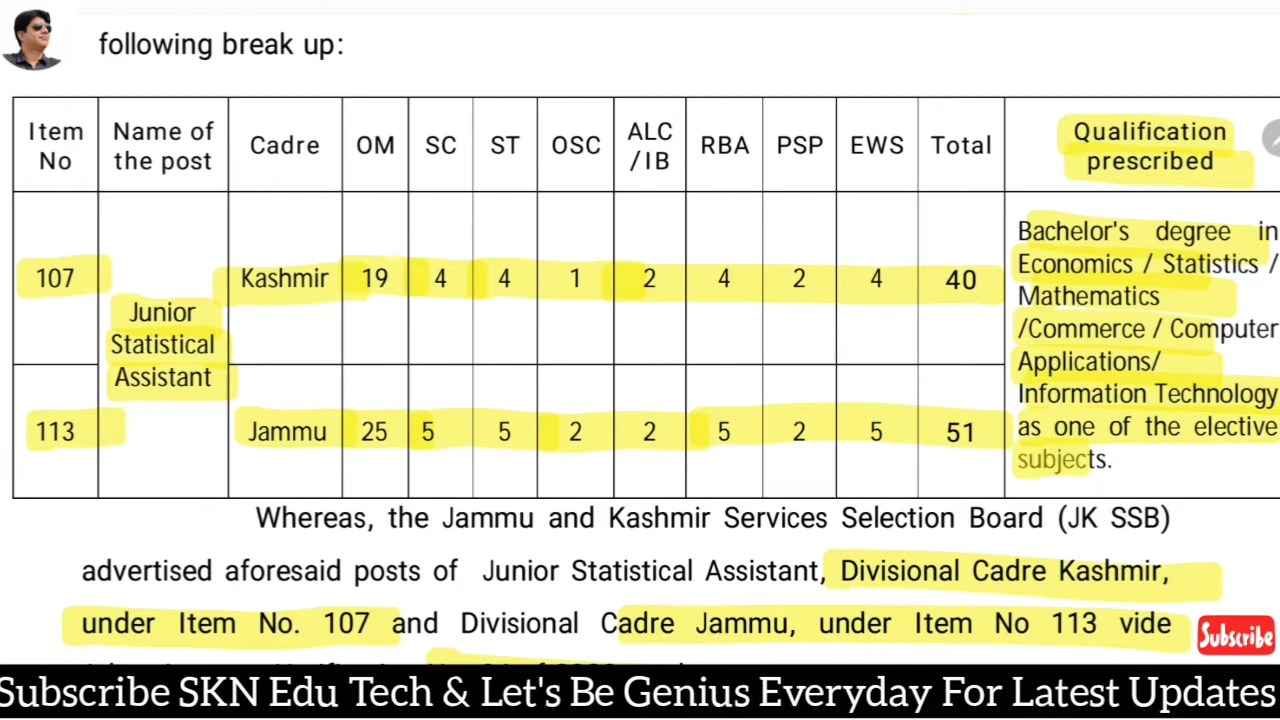 following break up:
Item No | Name of the post | Cadre | OM | SC | ST | OSC | ALC /IB | RBA | PSP | EWS | Total | Qualification prescribed
107 | Junior Statistical Assistant | Kashmir | 19 | 4 | 4 | 1 | 2 | 4 | 2 | 4 | 40 | Bachelor's degree in Economics / Statistics / Mathematics /Commerce / Computer Applications/ Information Technology as one of the elective subjects.
113 | Jammu | 25 | 5 | 5 | 2 | 2 | 5 | 2 | 5 | 51
Whereas, the Jammu and Kashmir Services Selection Board (JK SSB)
advertised aforesaid posts of Junior Statistical Assistant, Divisional Cadre Kashmir,
under Item No. 107 and Divisional Cadre Jammu, under Item No 113 vide
Subscribe
Subscribe SKN Edu Tech & Let's Be Genius Everyday For Latest Updates